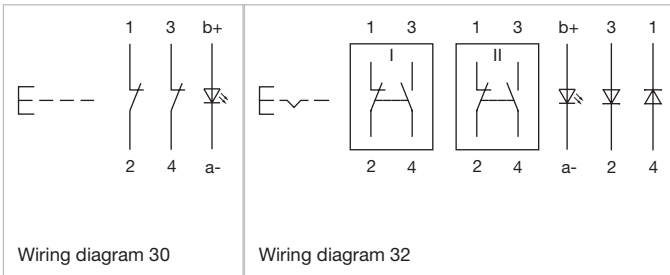 1 3 b+
2 4 a-
Wiring diagram 30
1 3 1 3 b+ 3 1
I II
2 4 2 4 a- 2 4
Wiring diagram 32